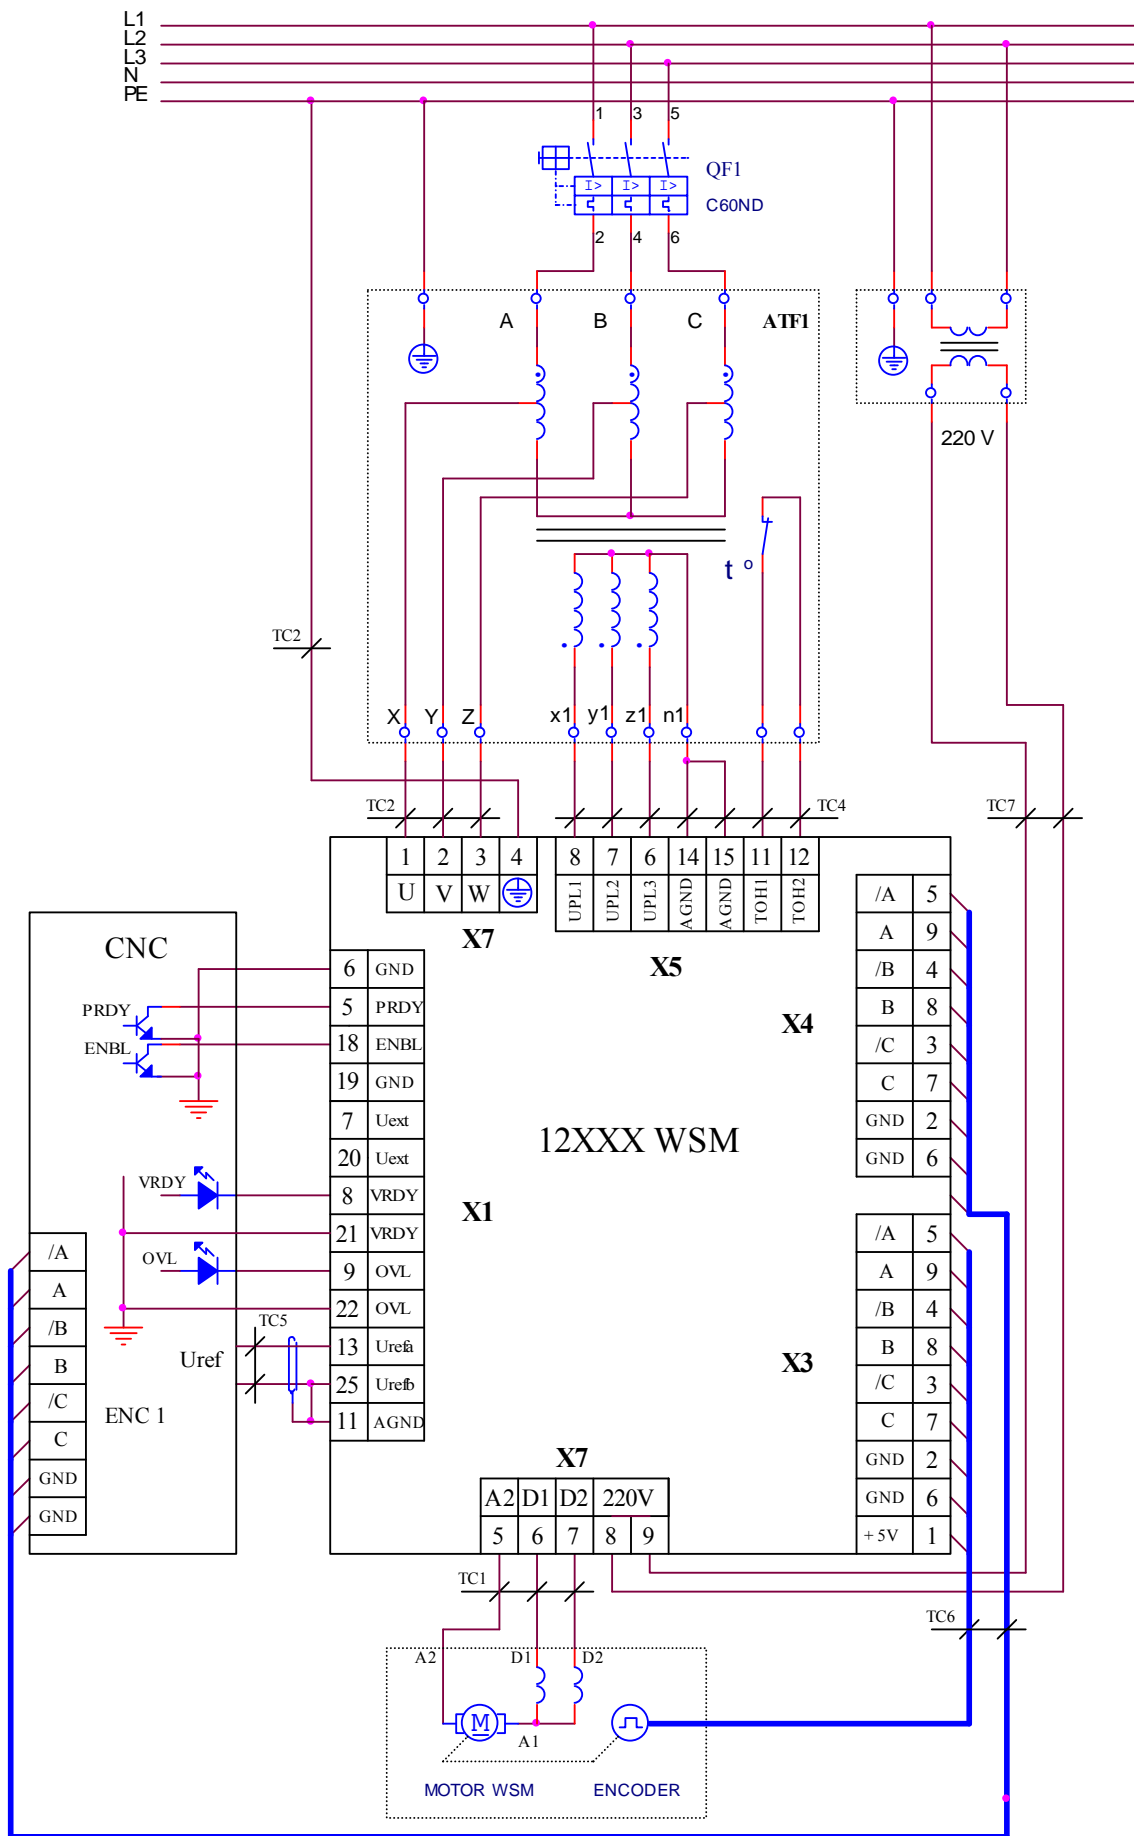 L1
L2
L3
N
PE
1 3 5
QF1
I> I> I>
C60ND
2 4 6
A B C ATF1
220 V
t °
TC2
X Y Z x1 y1 z1 n1
TC2 TC4 TC7
1 2 3 4 8 7 6 14 15 11 12
U V W UPL1 UPL2 UPL3 AGND AGND TOH1 TOH2
X7 X5
/A 5
A 9
/B 4
B 8
/C 3
C 7
GND 2
GND 6
X4
CNC
PRDY
ENBL
6 GND
5 PRDY
18 ENBL
19 GND
7 Uext
20 Uext
8 VRDY
21 VRDY
9 OVL
22 OVL
13 Urefa
25 Urefb
11 AGND
12XXX WSM
X1
VRDY
OVL
TC5
Uref
ENC 1
/A
A
/B
B
/C
C
GND
GND
/A 5
A 9
/B 4
B 8
/C 3
C 7
GND 2
GND 6
+5V 1
X3
X7
A2 D1 D2 220V
5 6 7 8 9
TC1
TC6
A2 D1 D2
M
A1
MOTOR WSM ENCODER